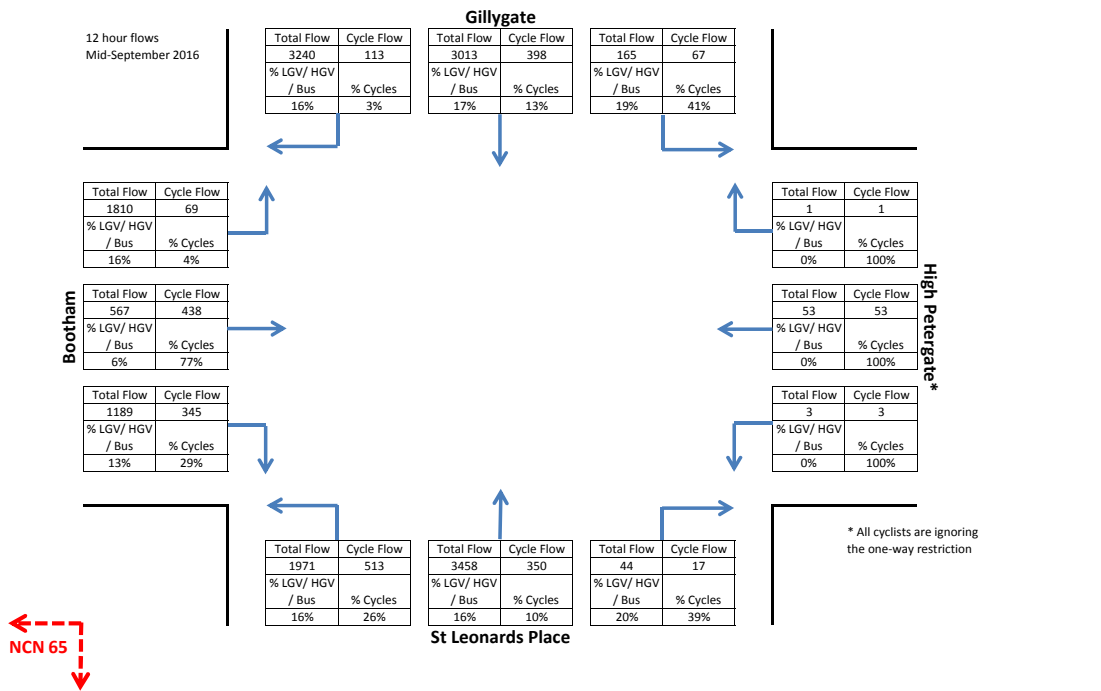 Gillygate
12 hour flows
Mid-September 2016
Total Flow Cycle Flow
3240 113
% LGV/ HGV
/ Bus % Cycles
16% 3%
Total Flow Cycle Flow
3013 398
% LGV/ HGV
/ Bus % Cycles
17% 13%
Total Flow Cycle Flow
165 67
% LGV/ HGV
/ Bus % Cycles
19% 41%
Total Flow Cycle Flow
1810 69
% LGV/ HGV
/ Bus % Cycles
16% 4%
Total Flow Cycle Flow
1 1
% LGV/ HGV
/ Bus % Cycles
0% 100%
Bootham
Total Flow Cycle Flow
567 438
% LGV/ HGV
/ Bus % Cycles
6% 77%
Total Flow Cycle Flow
53 53
% LGV/ HGV
/ Bus % Cycles
0% 100%
High Petergate*
Total Flow Cycle Flow
1189 345
% LGV/ HGV
/ Bus % Cycles
13% 29%
Total Flow Cycle Flow
3 3
% LGV/ HGV
/ Bus % Cycles
0% 100%
Total Flow Cycle Flow
1971 513
% LGV/ HGV
/ Bus % Cycles
16% 26%
Total Flow Cycle Flow
3458 350
% LGV/ HGV
/ Bus % Cycles
16% 10%
Total Flow Cycle Flow
44 17
% LGV/ HGV
/ Bus % Cycles
20% 39%
* All cyclists are ignoring
the one-way restriction
St Leonards Place
NCN 65